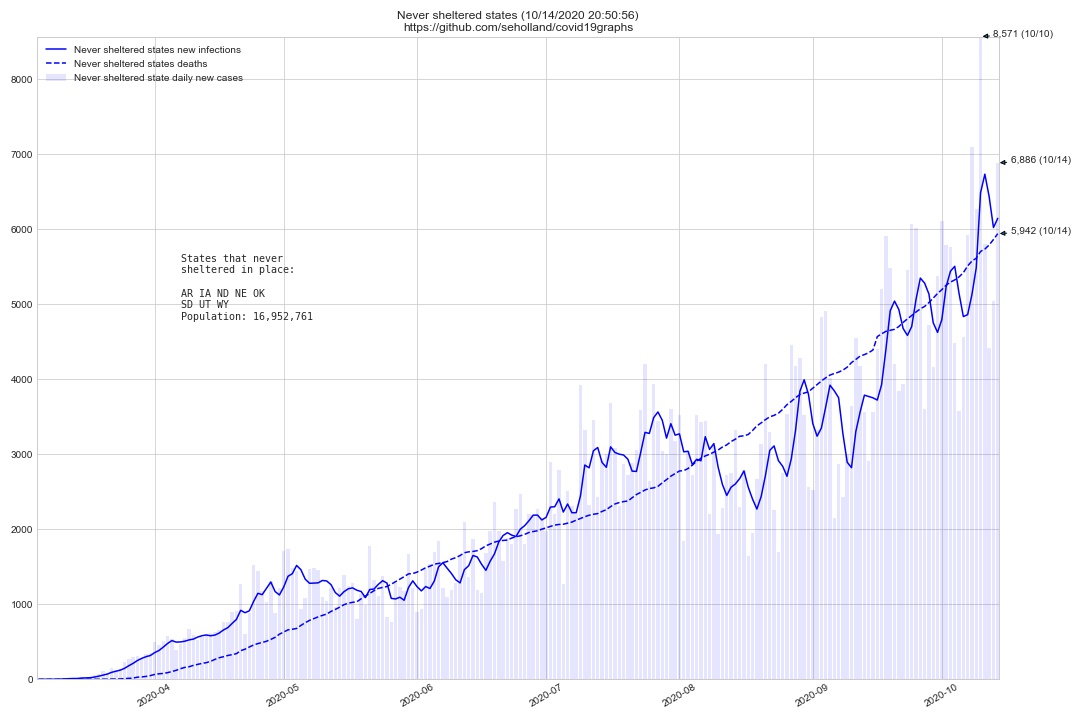 Never sheltered states (10/14/2020 20:50:56)
https://github.com/seholland/covid19graphs
8,571 (10/10)
Never sheltered states new infections
Never sheltered states deaths
Never sheltered state daily new cases
8000
7000
6,886 (10/14)
6000
5,942 (10/14)
States that never
sheltered in place:
AR IA ND NE OK
SD UT WY
Population: 16,952,761
5000
4000
3000
2000
1000
0
2020-04
2020-05
2020-06
2020-07
2020-08
2020-09
2020-10